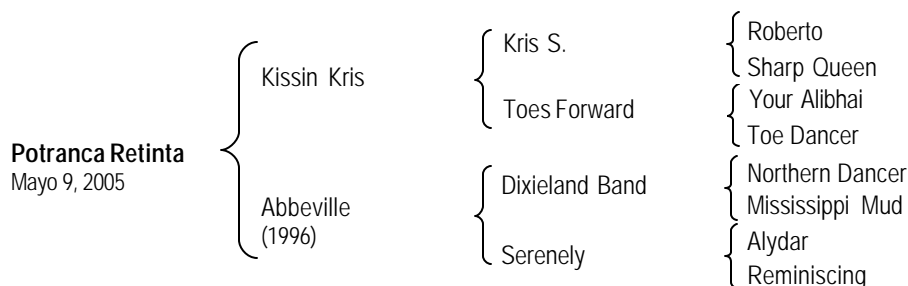 Potranca Retinta
Mayo 9, 2005
Kissin Kris
Abbeville
(1996)
Kris S.
Toes Forward
Dixieland Band
Serenely
Roberto
Sharp Queen
Your Alibhai
Toe Dancer
Northern Dancer
Mississippi Mud
Alydar
Reminiscing